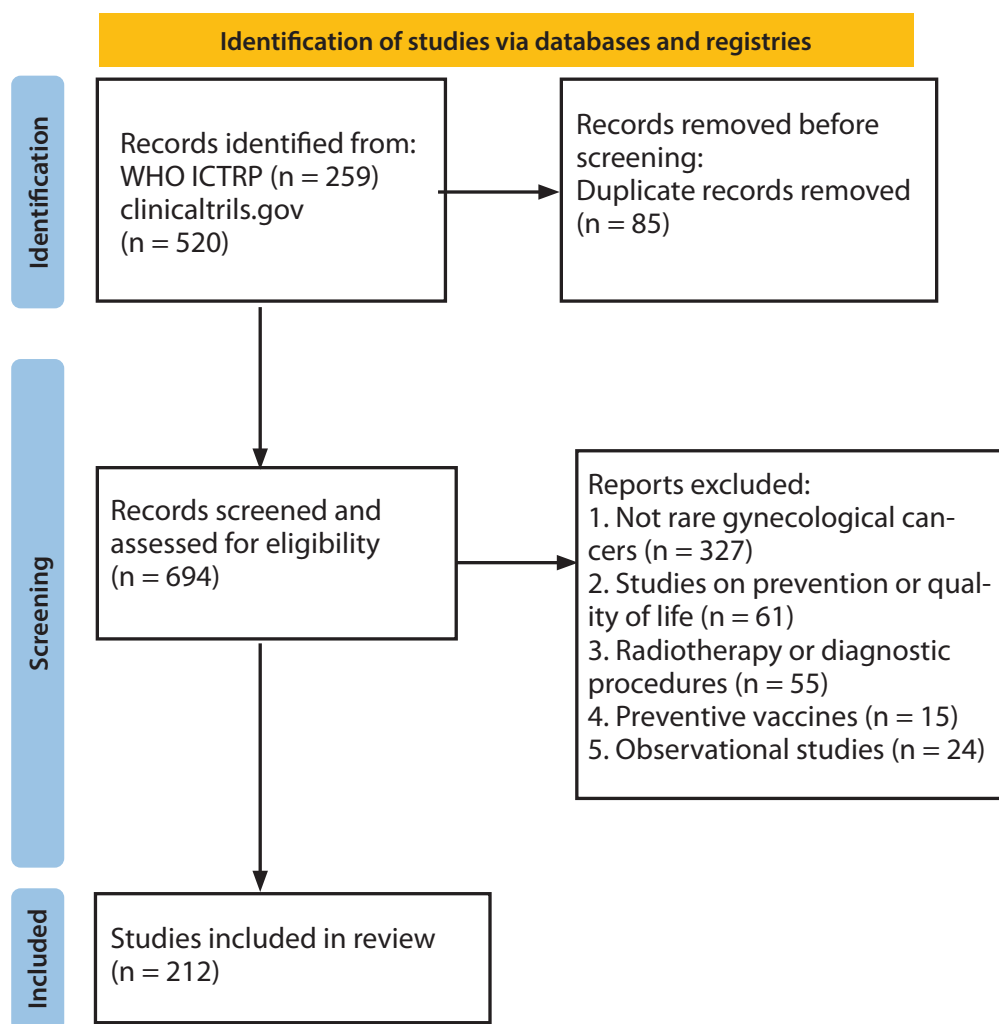 Identification of studies via databases and registries
Identification
Records identified from:
WHO ICTRP (n = 259)
clinicaltrils.gov
(n = 520)
Records removed before
screening:
Duplicate records removed
(n = 85)
Screening
Records screened and
assessed for eligibility
(n = 694)
Reports excluded:
1. Not rare gynecological can-
cers (n = 327)
2. Studies on prevention or qual-
ity of life (n = 61)
3. Radiotherapy or diagnostic
procedures (n = 55)
4. Preventive vaccines (n = 15)
5. Observational studies (n = 24)
Included
Studies included in review
(n = 212)